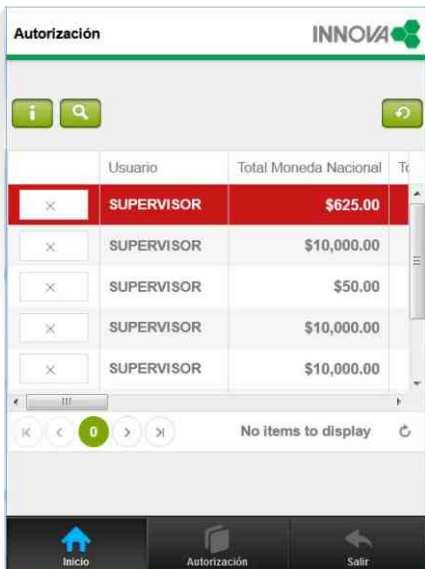 Autorización
INNOVA
Usuario Total Moneda Nacional
SUPERVISOR $625.00
SUPERVISOR $10,000.00
SUPERVISOR $50.00
SUPERVISOR $10,000.00
SUPERVISOR $10,000.00
0 No items to display
Inicio Autorización Salir